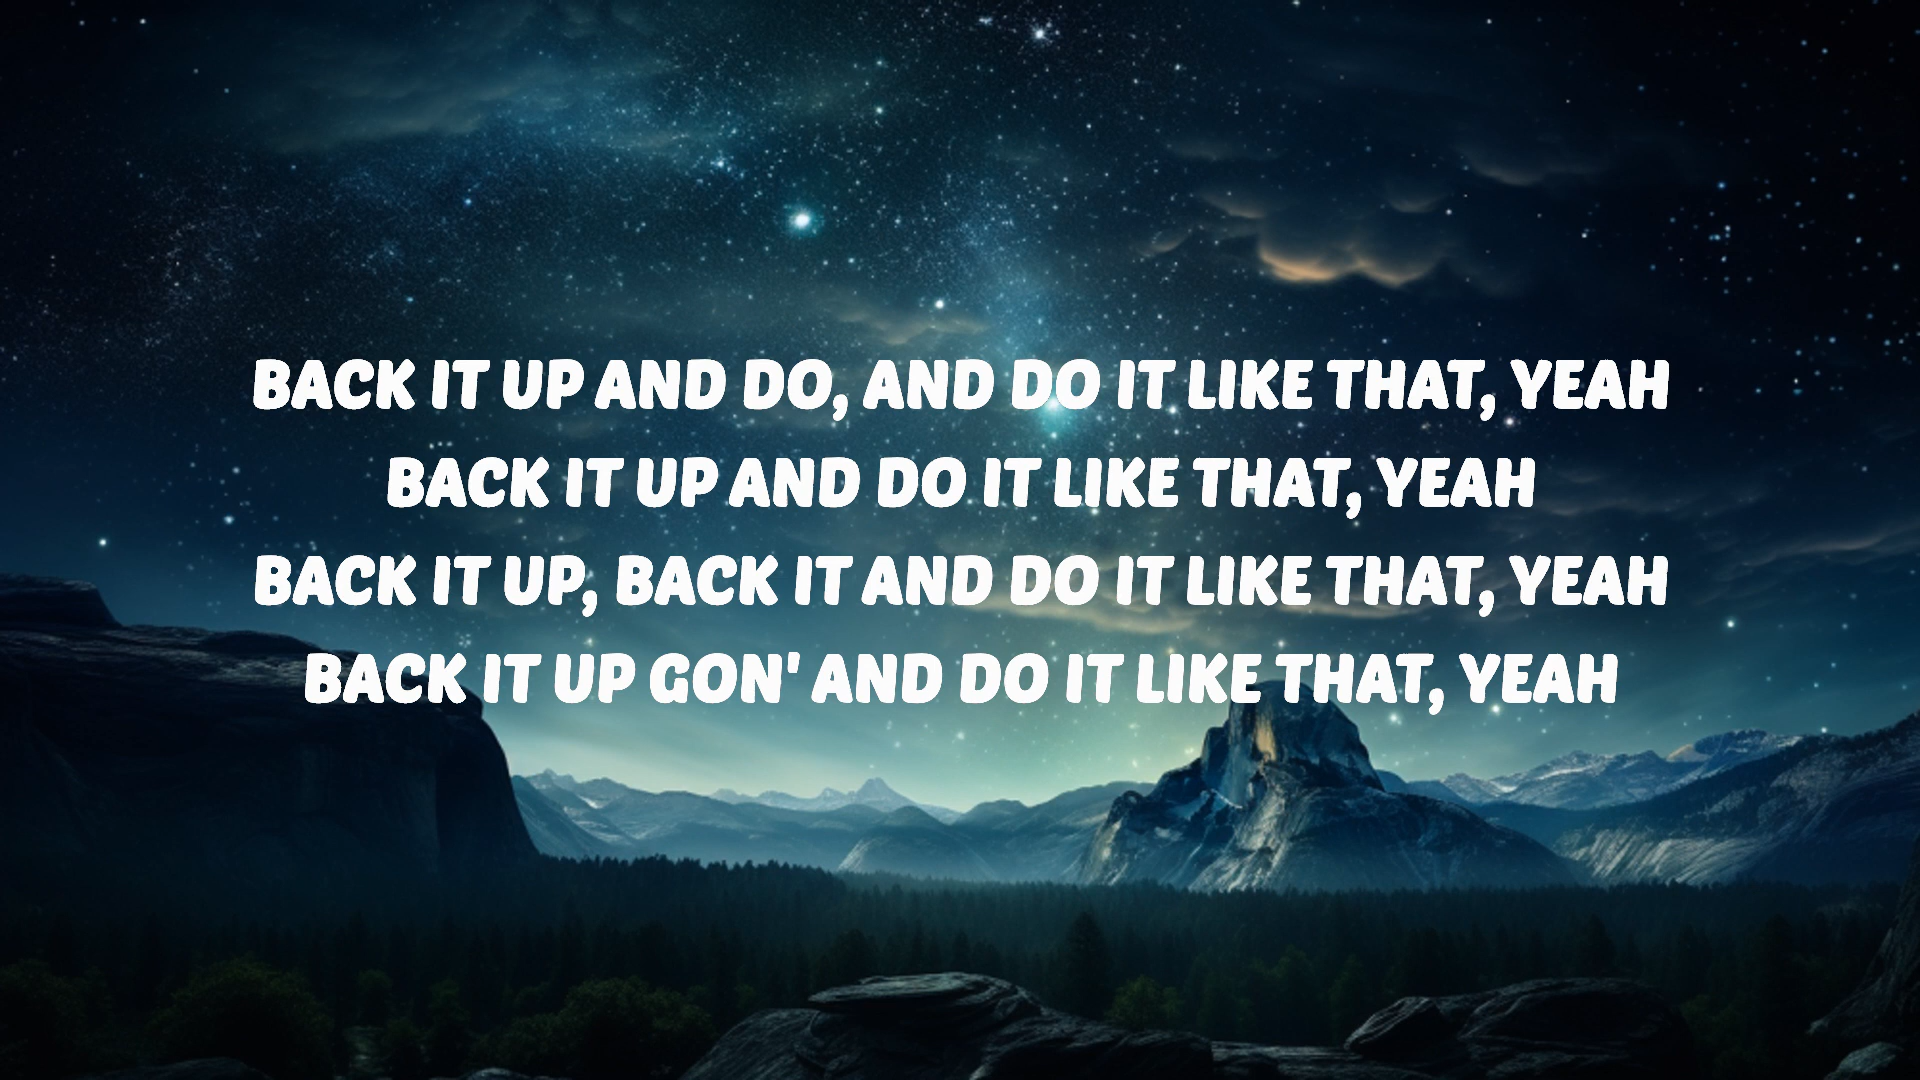 BACK IT UP AND DO, AND DO IT LIKE THAT, YEAH
BACK IT UP AND DO IT LIKE THAT, YEAH
BACK IT UP, BACK IT AND DO IT LIKE THAT, YEAH
BACK IT UP GON' AND DO IT LIKE THAT, YEAH